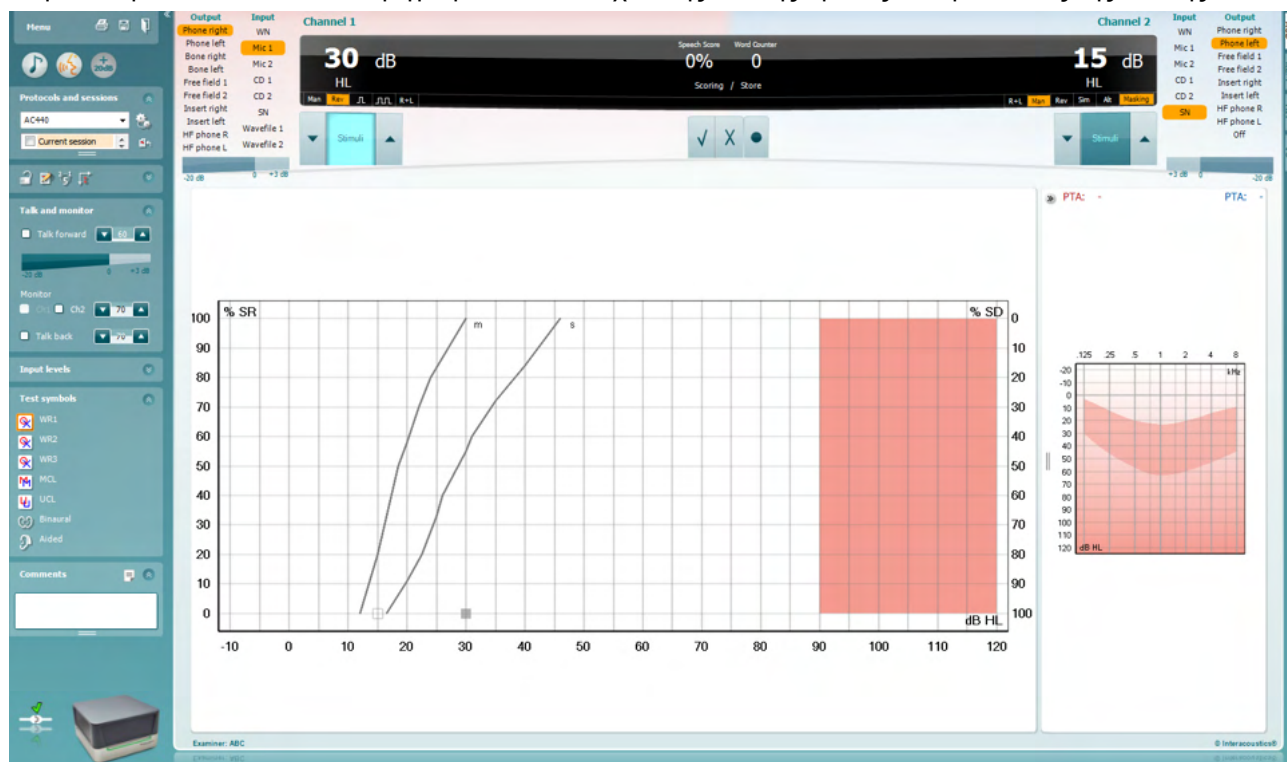 Menu
Protocols and sessions
AC440
Current session
Talk and monitor
Talk forward 60
-20 dB 0 +3 dB
Monitor
Ch1 Ch2 70
Talk back 70
Input levels
Test symbols
WR1
WR2
WR3
MCL
UCL
Binaural
Aided
Comments
Output
Phone right
Phone left
Bone right
Bone left
Free field 1
Free field 2
Insert right
Insert left
HF phone R
HF phone L
Input
WN
Mic 1
Mic 2
CD 1
CD 2
SN
Wavefile 1
Wavefile 2
-20 dB 0 +3 dB
Channel 1
30 dB
HL
Man Rev R+L
Stimuli
Speech Score Word Counter
0% 0
Scoring / Store
Channel 2
15 dB
HL
R+L Man Rev Sim Alt Masking
Stimuli
Input
WN
Mic 1
Mic 2
CD 1
CD 2
SN
Output
Phone right
Phone left
Free field 1
Free field 2
Insert right
Insert left
HF phone R
HF phone L
Off
+3 dB 0 -20 dB
% SR % SD
m s
100 0
90 10
80 20
70 30
60 40
50 50
40 60
30 70
20 80
10 90
0 100
dB HL
-10 0 10 20 30 40 50 60 70 80 90 100 110 120
PTA: - PTA: -
.125 .25 .5 1 2 4 8
kHz
-20
-10
0
10
20
30
40
50
60
70
80
90
100
110
120
dB HL
Examiner: ABC
© Interacoustics®